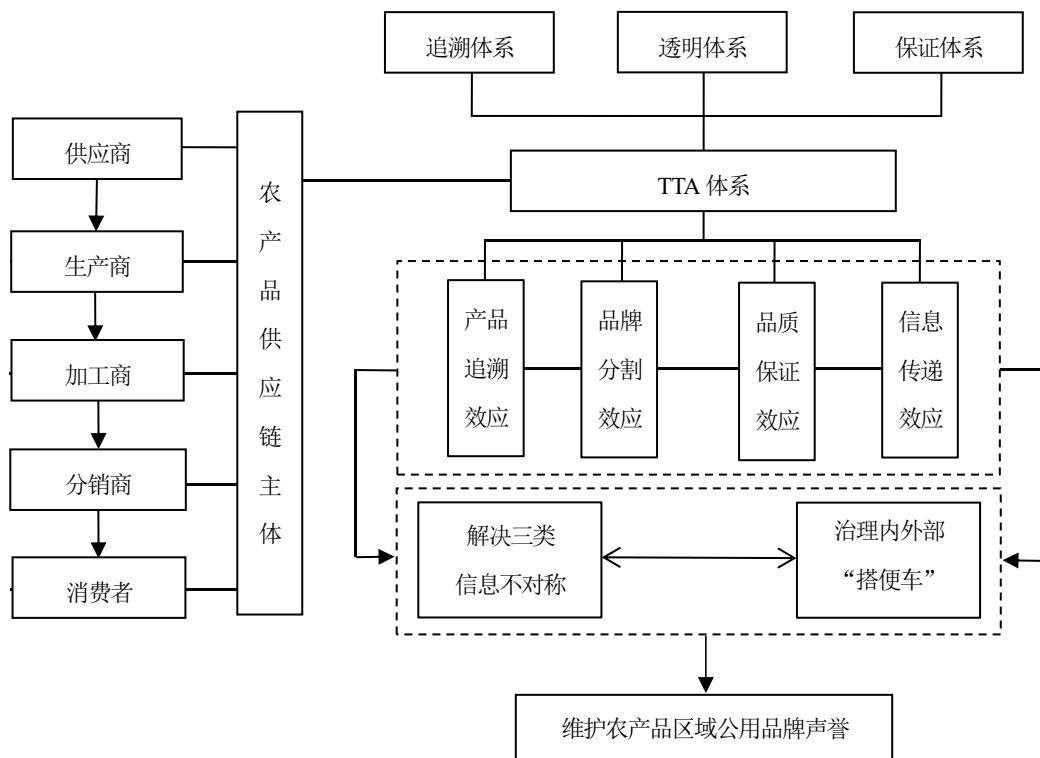 追溯体系
透明体系
保证体系
供应商
TTA 体系
农
产
品
供
应
链
主
体
生产商
加工商
分销商
消费者
产品
追溯
效应
品牌
分割
效应
品质
保证
效应
信息
传递
效应
解决三类
信息不对称
治理内外部
“搭便车”
维护农产品区域公用品牌声誉